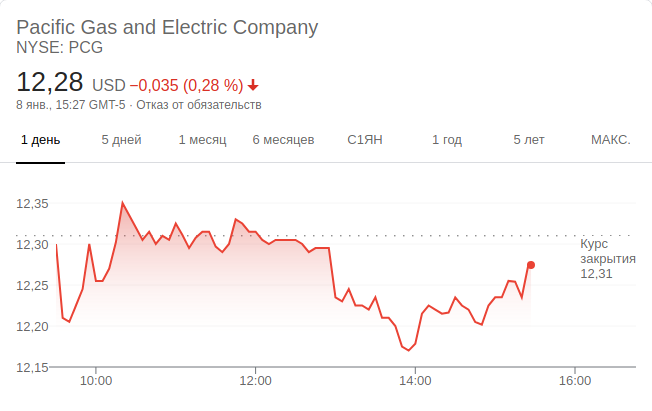 Pacific Gas and Electric Company
NYSE: PCG
12,28 USD −0,035 (0,28 %)
8 янв., 15:27 GMT-5 · Отказ от обязательств
1 день 5 дней 1 месяц 6 месяцев С1ЯН 1 год 5 лет МАКС.
12,35
12,30
Курс
закрытия
12,31
12,25
12,20
12,15
10:00 12:00 14:00 16:00